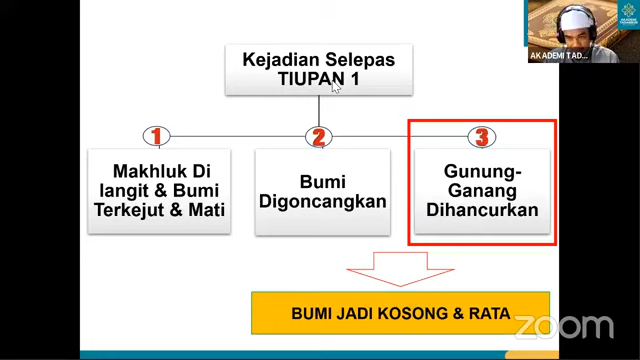 AKADEMI TAD...
Kejadian Selepas
TIUPAN 1
1
2
3
Makhluk Di
langit & Bumi
Terkejut & Mati
Bumi
Digoncangkan
Gunung-
Ganang
Dihancurkan
BUMI JADI KOSONG & RATA
zoom